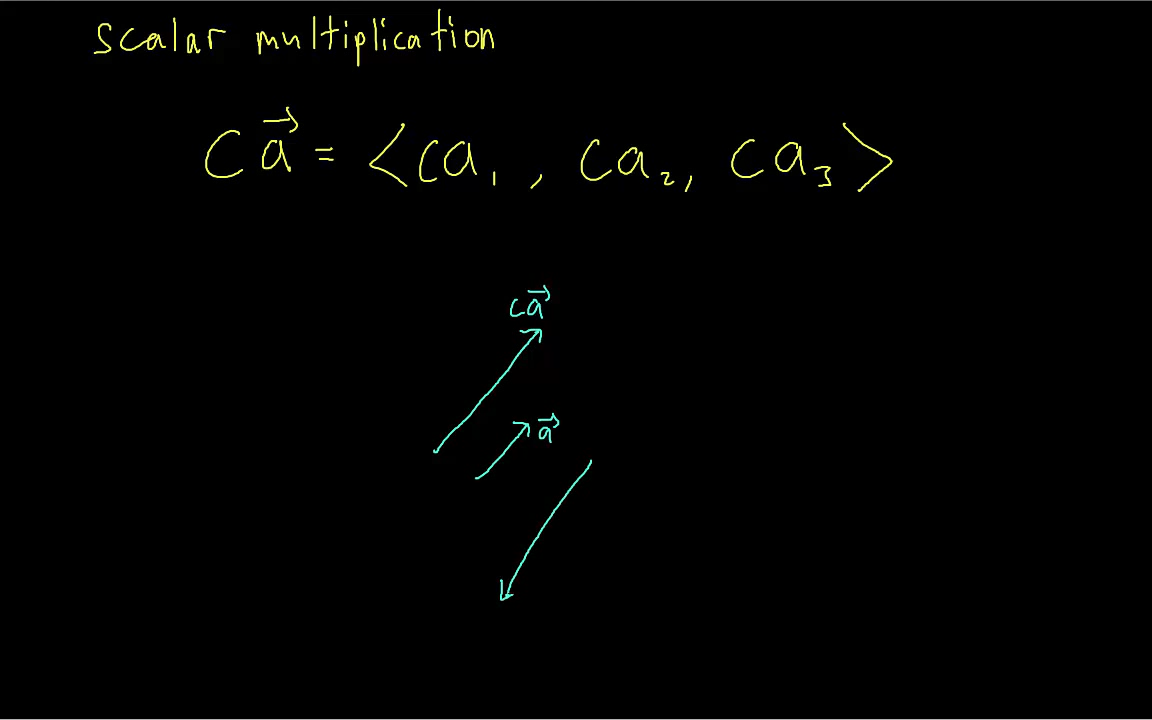 scalar multiplication
c a⃗ = <ca₁, ca₂, ca₃>
c a⃗
a⃗